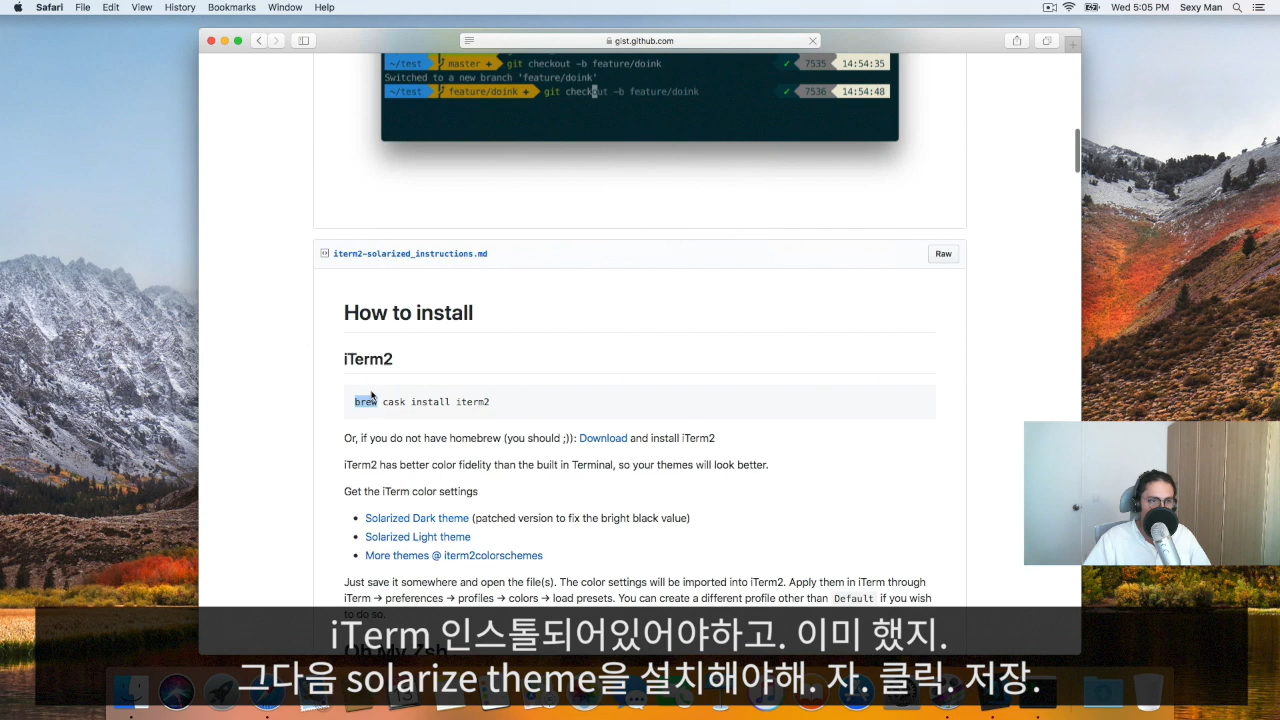 Safari File Edit View History Bookmarks Window Help
Wed 5:05 PM Sexy Man
gist.github.com
~/test master + git checkout -b feature/doink ✓ 7535 14:54:35
Switched to a new branch 'feature/doink'
~/test feature/doink + git checkout -b feature/doink ✓ 7536 14:54:48
iterm2-solarized_instructions.md
Raw
How to install
iTerm2
brew cask install iterm2
Or, if you do not have homebrew (you should ;)): Download and install iTerm2
iTerm2 has better color fidelity than the built in Terminal, so your themes will look better.
Get the iTerm color settings
• Solarized Dark theme (patched version to fix the bright black value)
• Solarized Light theme
• More themes @ iterm2colorschemes
Just save it somewhere and open the file(s). The color settings will be imported into iTerm2. Apply them in iTerm through
iTerm → preferences → profiles → colors → load presets. You can create a different profile other than Default if you wish
to do so.
Oh My Zsh
iTerm 인스톨되어있어야하고. 이미 했지.
그다음 solarize theme을 설치해야해. 자. 클릭. 저장.